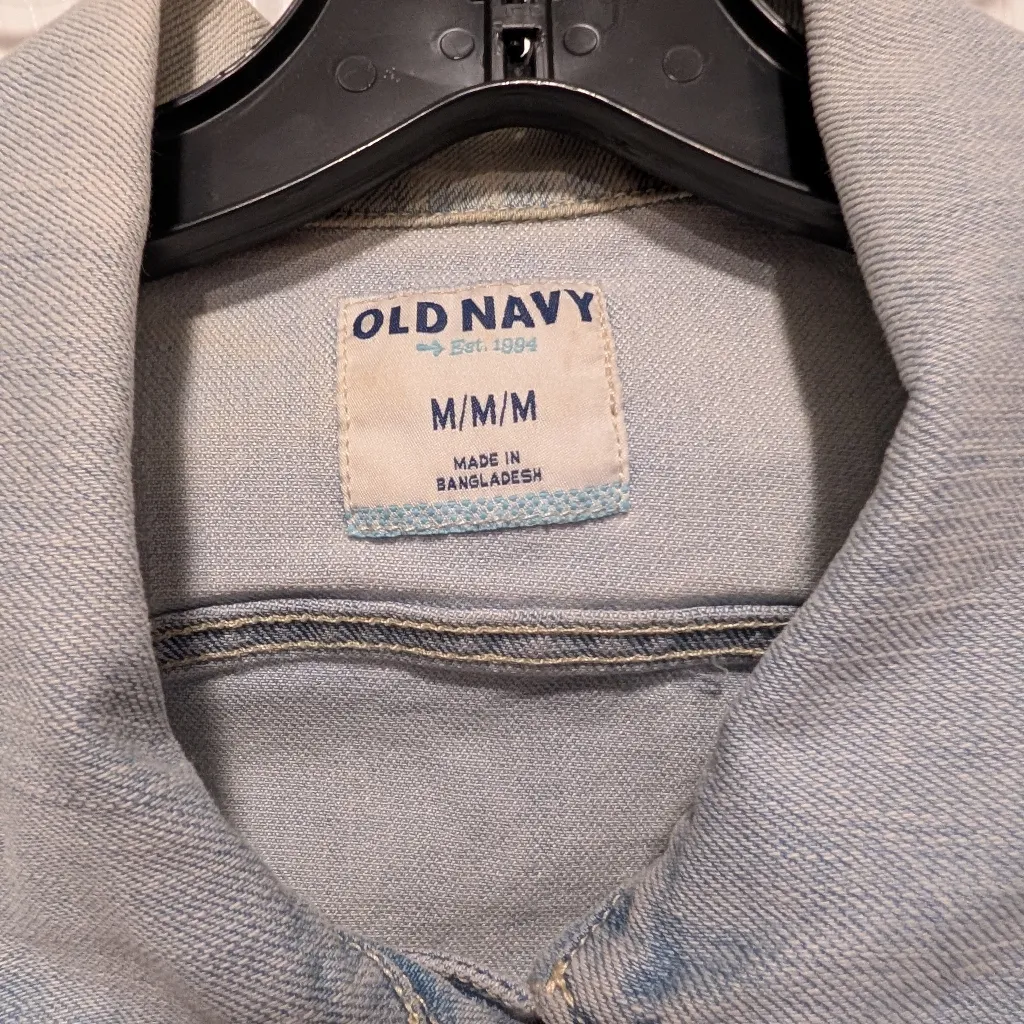 OLD NAVY
Est. 1994
M/M/M
MADE IN
BANGLADESH